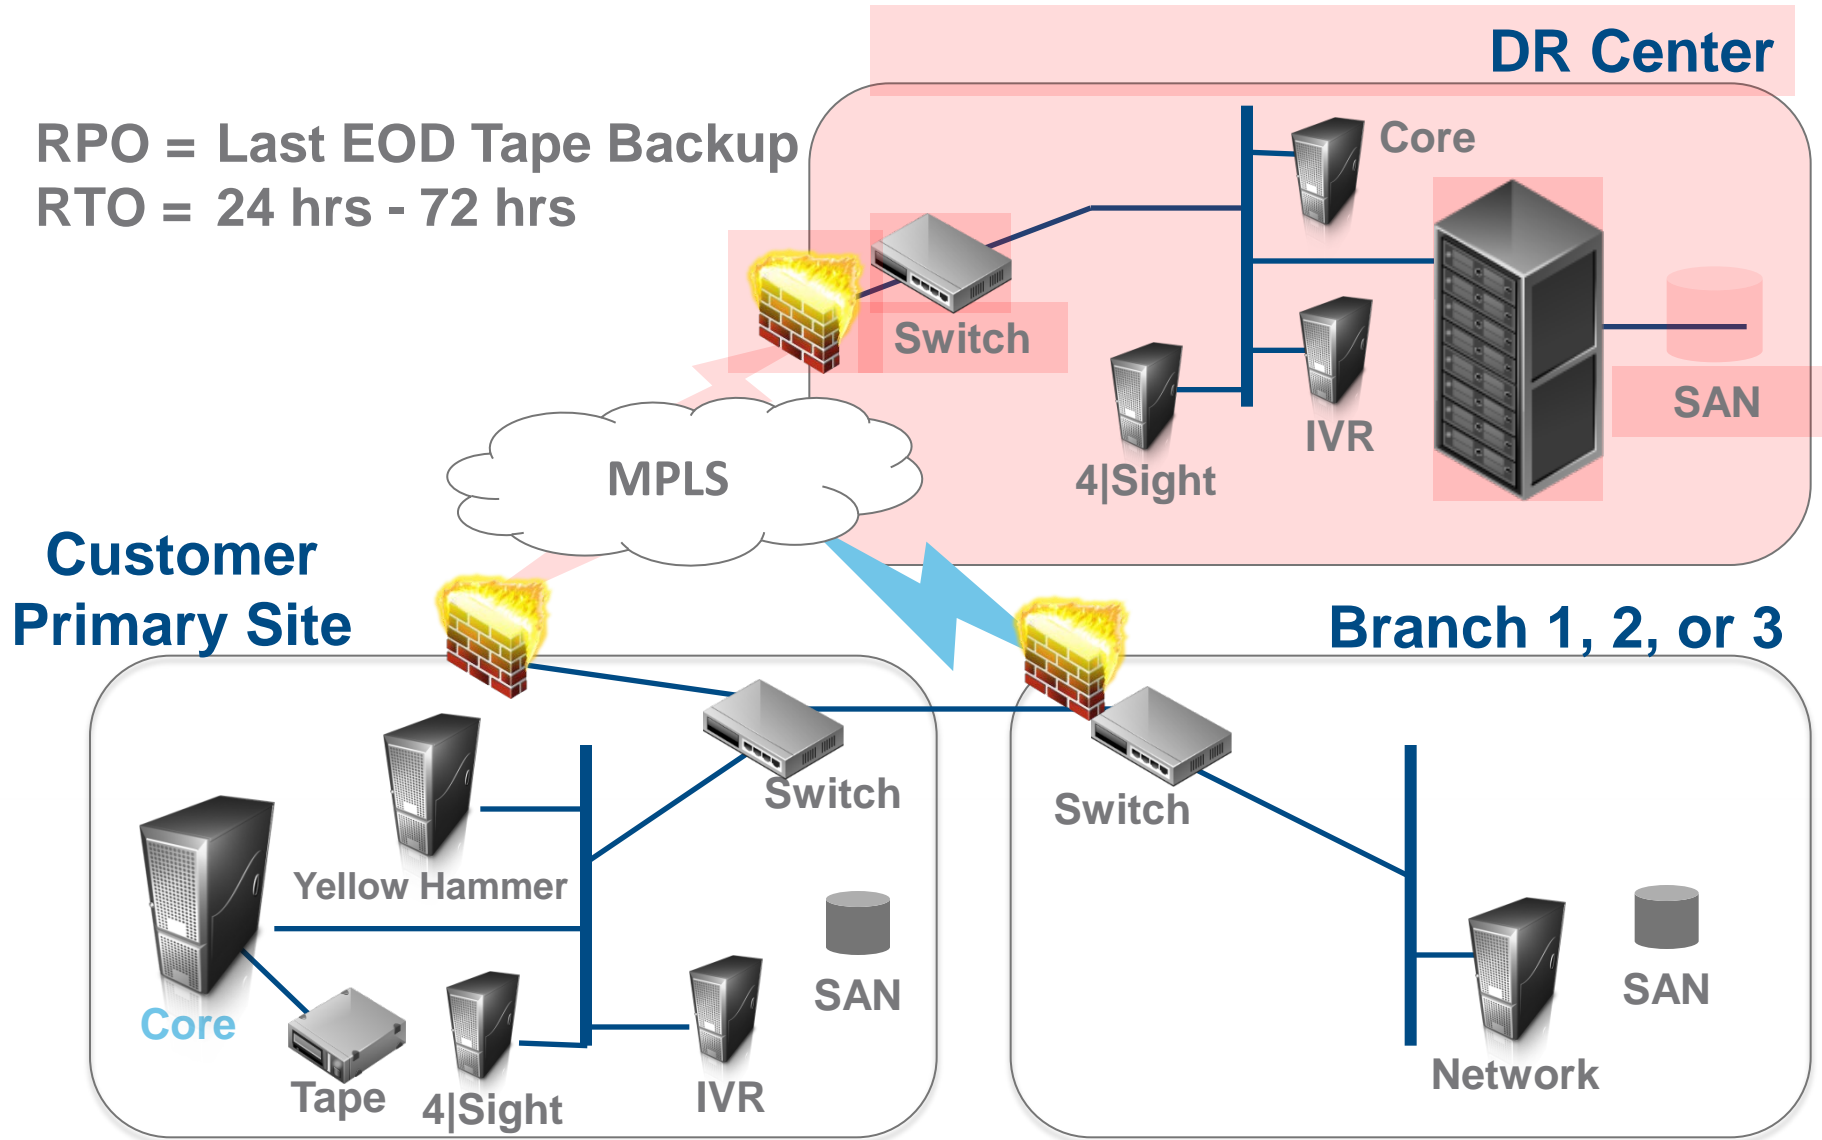 DR Center
RPO = Last EOD Tape Backup
RTO = 24 hrs - 72 hrs
Core
Switch
SAN
IVR
4|Sight
MPLS
Customer
Primary Site
Branch 1, 2, or 3
Switch
Switch
Yellow Hammer
SAN
SAN
Core
Network
Tape
4|Sight
IVR